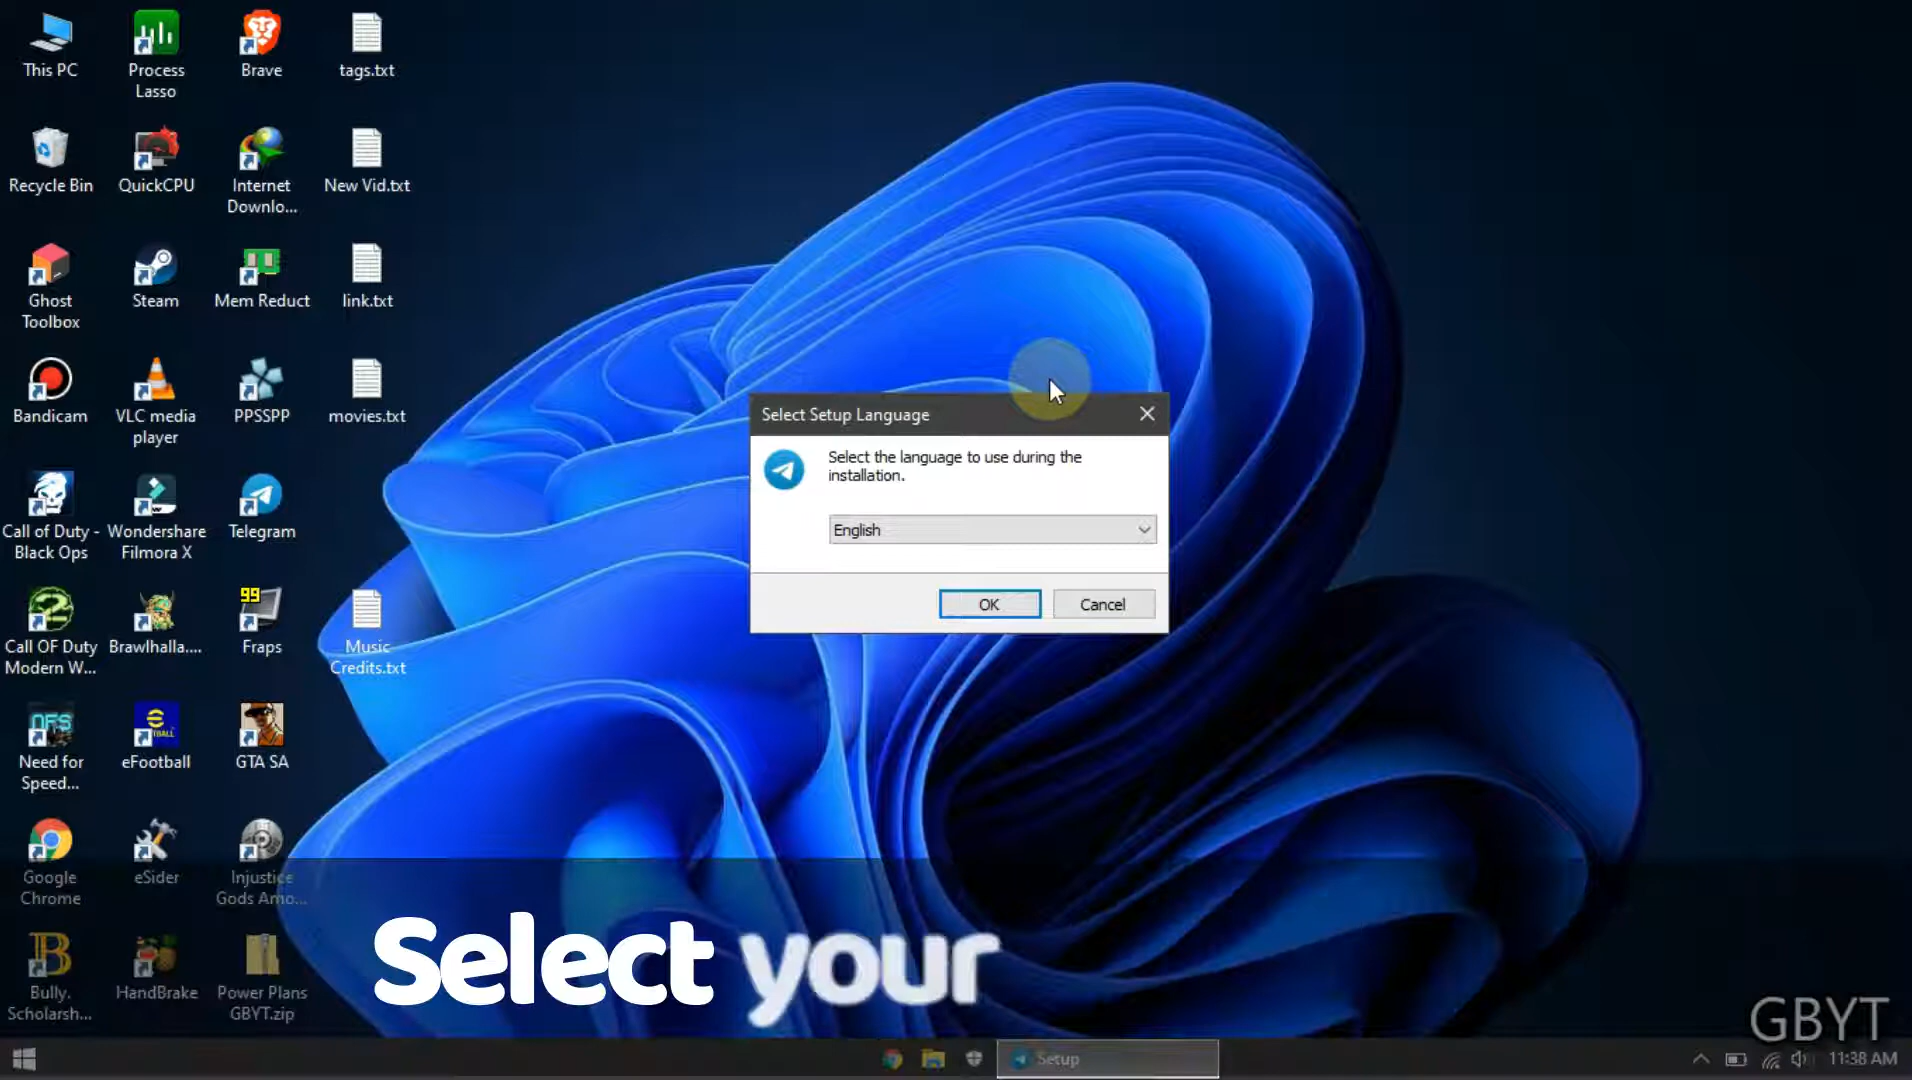 This PC
Process
Lasso
Brave
tags.txt
Recycle Bin
QuickCPU
Internet
Downlo...
New Vid.txt
Ghost
Toolbox
Steam
Mem Reduct
link.txt
Bandicam
VLC media
player
PPSSPP
movies.txt
Select Setup Language
Select the language to use during the
installation.
English
OK
Cancel
Call of Duty -
Black Ops
Wondershare
Filmora X
Telegram
Call OF Duty
Modern W...
Brawlhalla....
99
Fraps
Music
Credits.txt
NFS
Need for
Speed...
eFootball
GTA SA
Google
Chrome
eSider
Injustice
Gods Amo...
Bully.
Scholarsh...
HandBrake
Power Plans
GBYT.zip
Select your
GBYT
Setup
11:38 AM